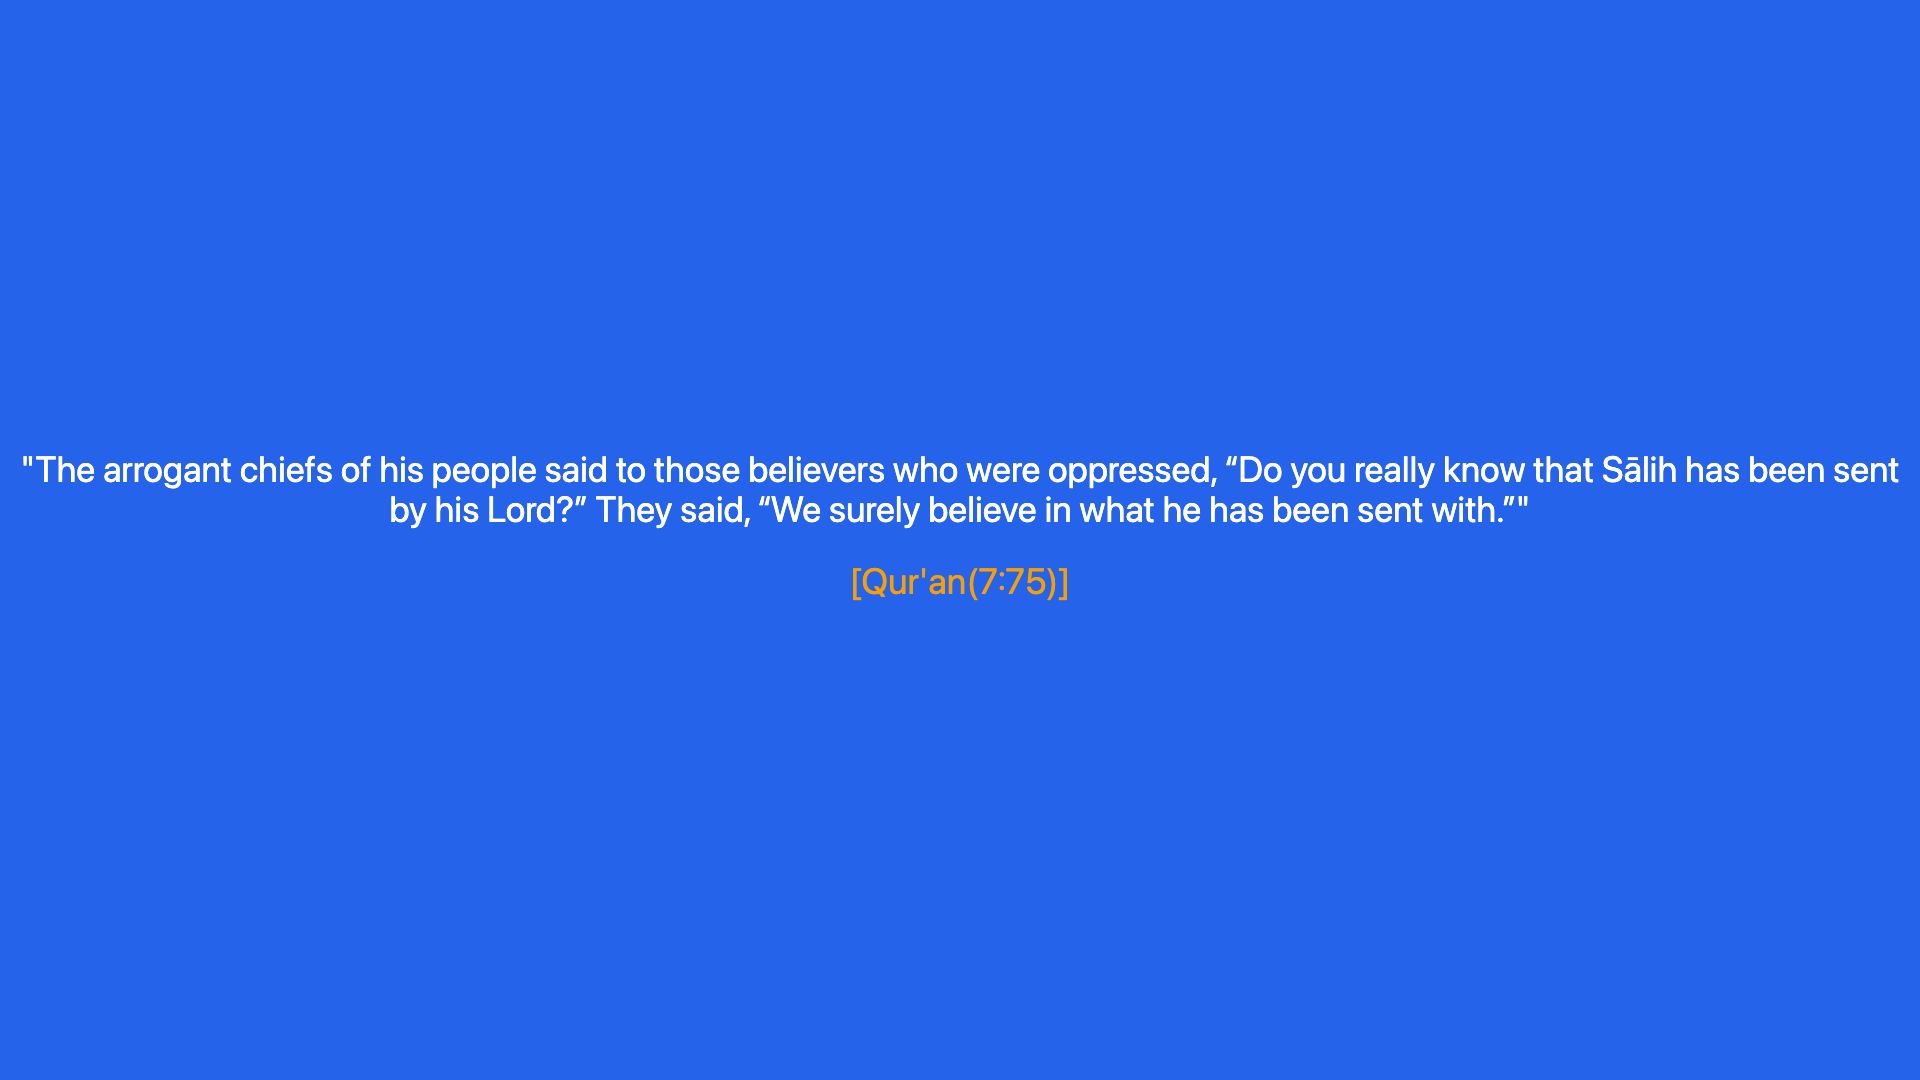 "The arrogant chiefs of his people said to those believers who were oppressed, “Do you really know that Sālih has been sent
by his Lord?” They said, “We surely believe in what he has been sent with.”"
[Qur'an(7:75)]